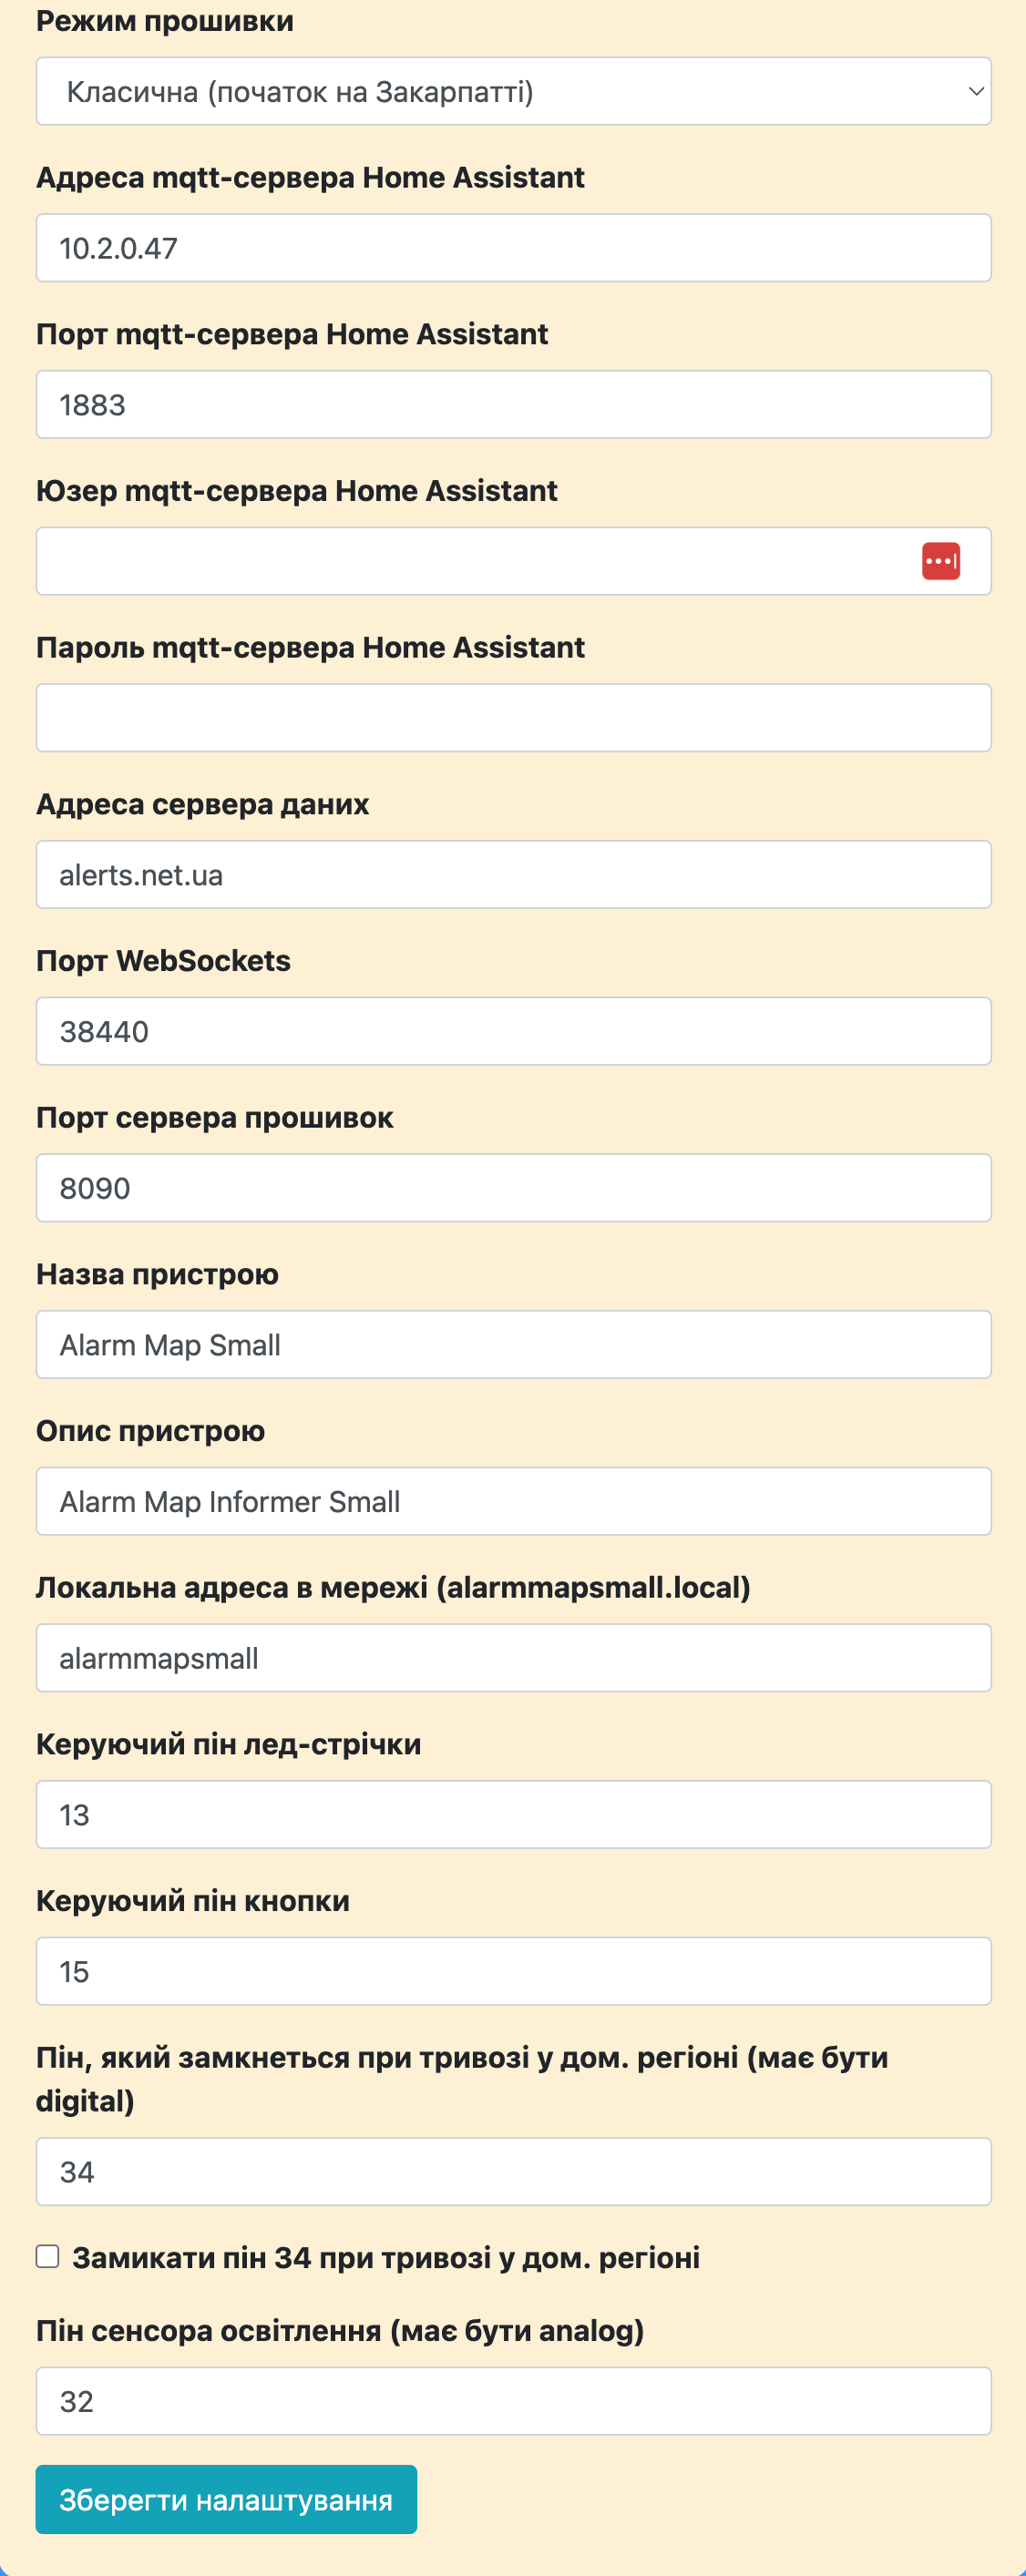 Режим прошивки
Класична (початок на Закарпатті)
Адреса mqtt-сервера Home Assistant
10.2.0.47
Порт mqtt-сервера Home Assistant
1883
Юзер mqtt-сервера Home Assistant
Пароль mqtt-сервера Home Assistant
Адреса сервера даних
alerts.net.ua
Порт WebSockets
38440
Порт сервера прошивок
8090
Назва пристрою
Alarm Map Small
Опис пристрою
Alarm Map Informer Small
Локальна адреса в мережі (alarmmapsmall.local)
alarmmapsmall
Керуючий пін лед-стрічки
13
Керуючий пін кнопки
15
Пін, який замкнеться при тривозі у дом. регіоні (має бути
digital)
34
Замикати пін 34 при тривозі у дом. регіоні
Пін сенсора освітлення (має бути analog)
32
Зберегти налаштування